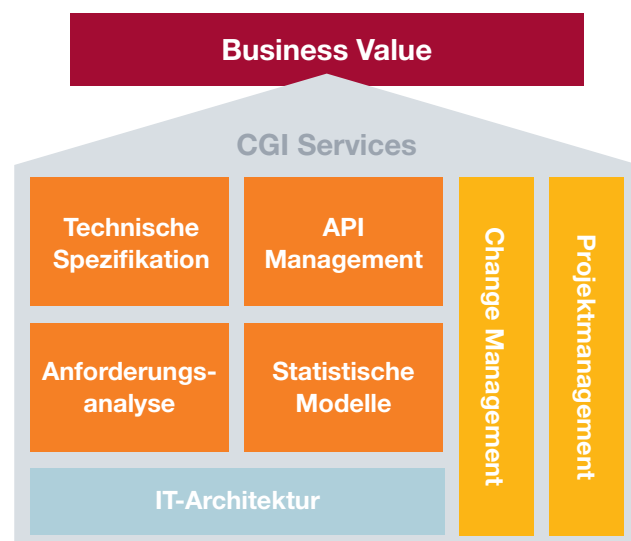 Business Value
CGI Services
Technische
Spezifikation
API
Management
Anforderungs-
analyse
Statistische
Modelle
IT-Architektur
Change Management
Projektmanagement